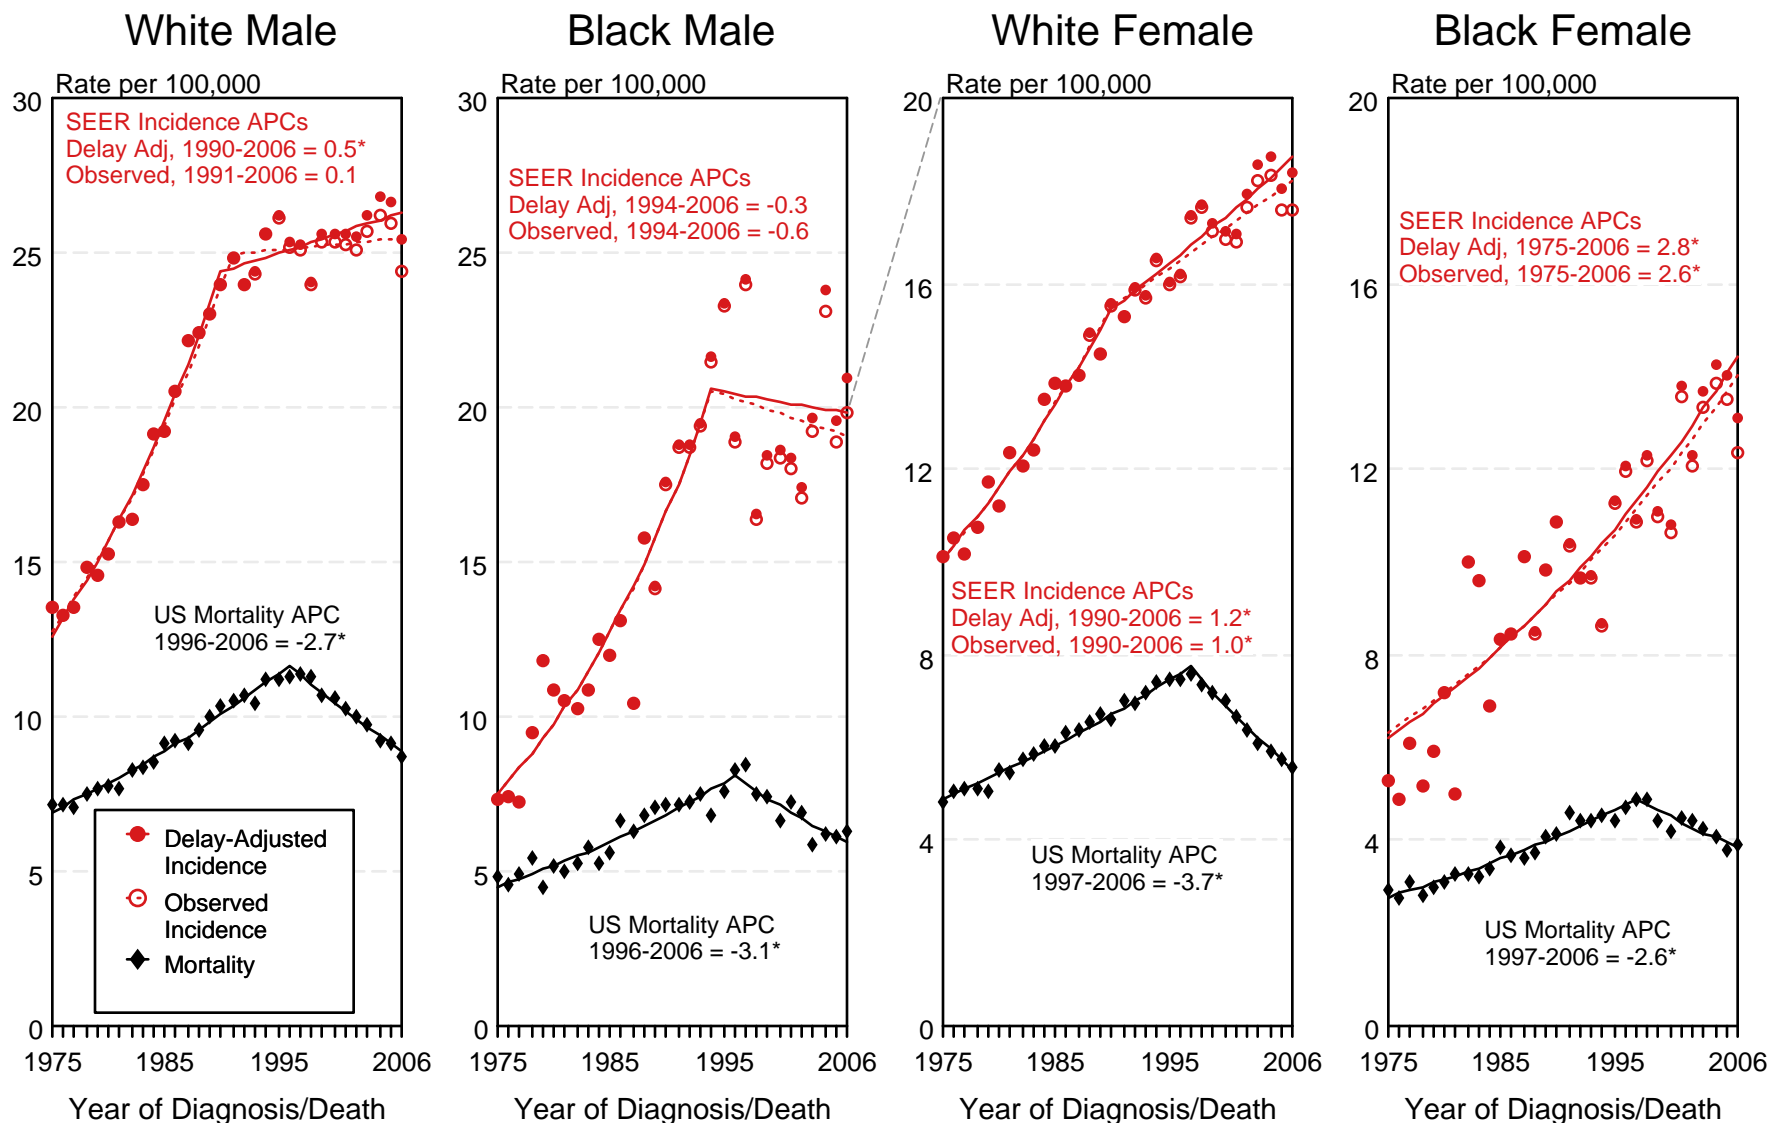 White Male
Rate per 100,000
30
25
20
15
10
5
0
SEER Incidence APCs
Delay Adj, 1990-2006 = 0.5*
Observed, 1991-2006 = 0.1
US Mortality APC
1996-2006 = -2.7*
Delay-Adjusted
Incidence
Observed
Incidence
Mortality
1975
1985
1995
2006
Year of Diagnosis/Death
Black Male
Rate per 100,000
30
25
20
15
10
5
0
SEER Incidence APCs
Delay Adj, 1994-2006 = -0.3
Observed, 1994-2006 = -0.6
US Mortality APC
1996-2006 = -3.1*
1975
1985
1995
2006
Year of Diagnosis/Death
White Female
Rate per 100,000
20
16
12
8
4
0
SEER Incidence APCs
Delay Adj, 1990-2006 = 1.2*
Observed, 1990-2006 = 1.0*
US Mortality APC
1997-2006 = -3.7*
1975
1985
1995
2006
Year of Diagnosis/Death
Black Female
Rate per 100,000
20
16
12
8
4
0
SEER Incidence APCs
Delay Adj, 1975-2006 = 2.8*
Observed, 1975-2006 = 2.6*
US Mortality APC
1997-2006 = -2.6*
1975
1985
1995
2006
Year of Diagnosis/Death